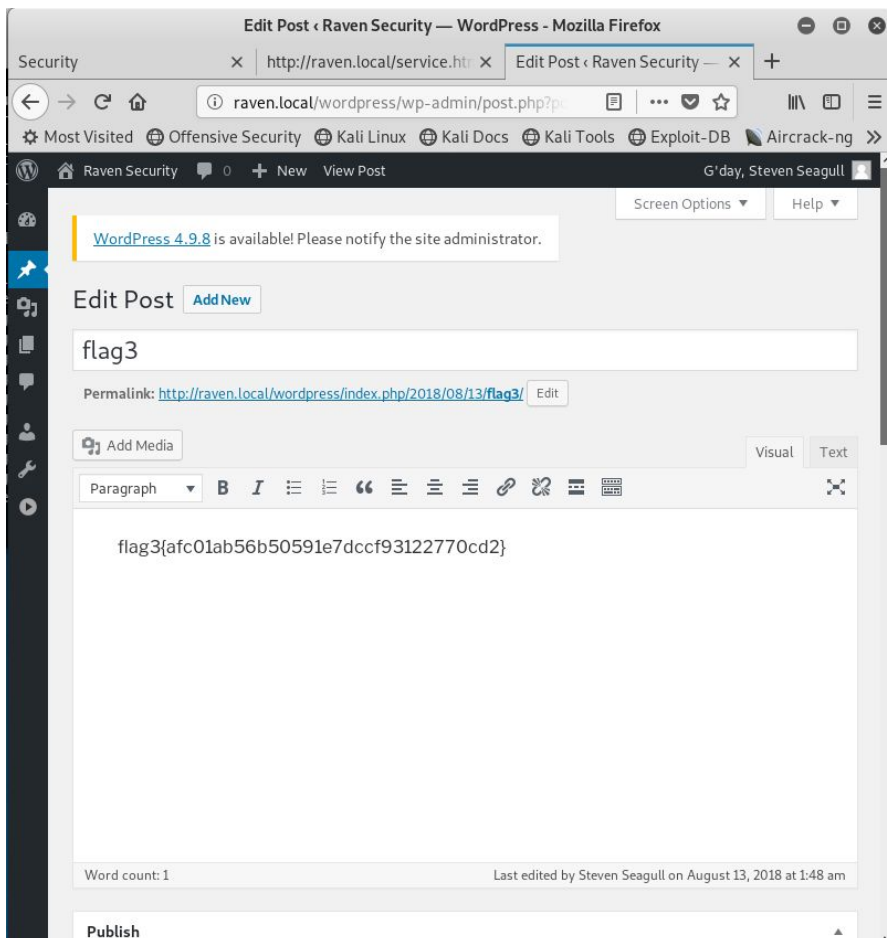 Edit Post ‹ Raven Security — WordPress - Mozilla Firefox
Security × http://raven.local/service.htr × Edit Post ‹ Raven Security — × +
raven.local/wordpress/wp-admin/post.php?po
Most Visited Offensive Security Kali Linux Kali Docs Kali Tools Exploit-DB Aircrack-ng »
Raven Security 0 + New View Post G'day, Steven Seagull
Screen Options ▼ Help ▼
WordPress 4.9.8 is available! Please notify the site administrator.
Edit Post Add New
flag3
Permalink: http://raven.local/wordpress/index.php/2018/08/13/flag3/ Edit
Add Media Visual Text
Paragraph ▼ B I
flag3{afc01ab56b50591e7dccf93122770cd2}
Word count: 1 Last edited by Steven Seagull on August 13, 2018 at 1:48 am
Publish